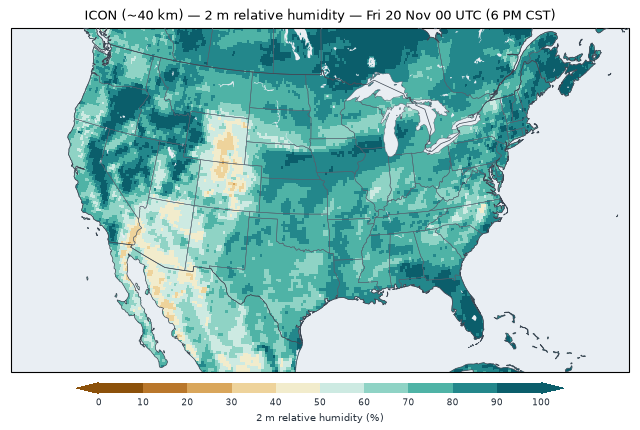 ICON (~40 km) — 2 m relative humidity — Fri 20 Nov 00 UTC (6 PM CST)
0 10 20 30 40 50 60 70 80 90 100
2 m relative humidity (%)